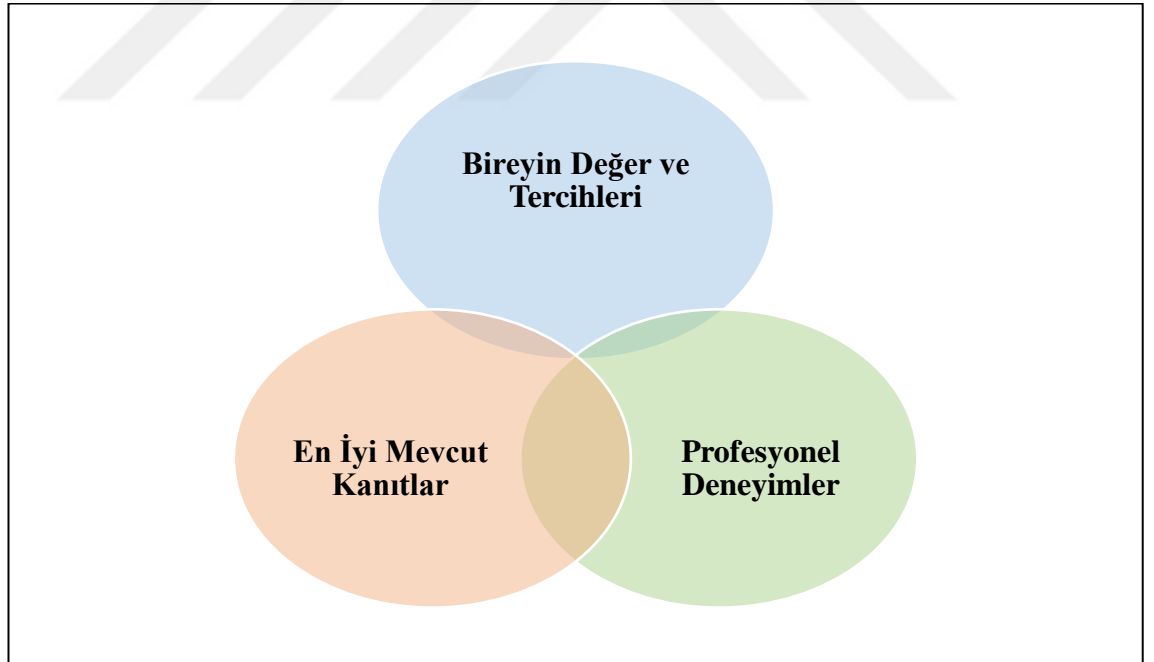 Bireyin Değer ve
Tercihleri
En İyi Mevcut
Kanıtlar
Profesyonel
Deneyimler